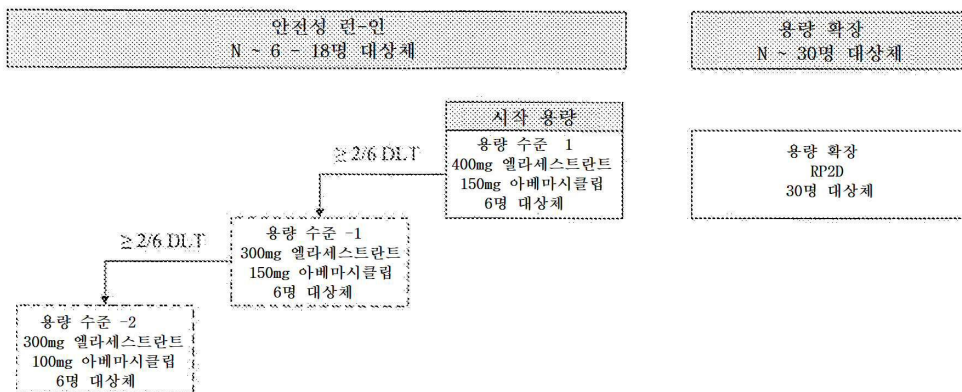 안전성 런-인
N ~ 6 - 18명 대상체
용량 확장
N ~ 30명 대상체
시작 용량
용량 수준 1
400mg 엘라세스트란트
150mg 아베마시클립
6명 대상체
≥ 2/6 DLT
용량 확장
RP2D
30명 대상체
용량 수준 -1
300mg 엘라세스트란트
150mg 아베마시클립
6명 대상체
≥ 2/6 DLT
용량 수준 -2
300mg 엘라세스트란트
100mg 아베마시클립
6명 대상체